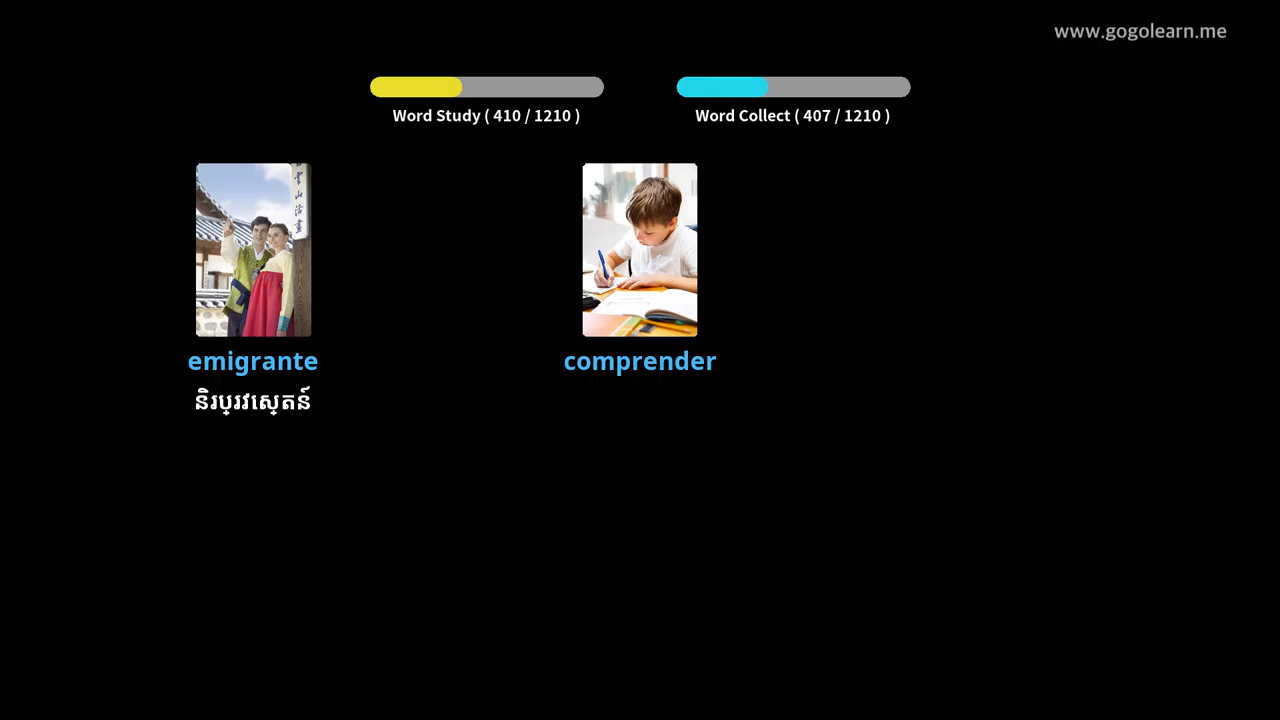 www.gogolearn.me
Word Study ( 410 / 1210 )
Word Collect ( 407 / 1210 )
emigrante
comprender
និរប្រវស្តេន៍